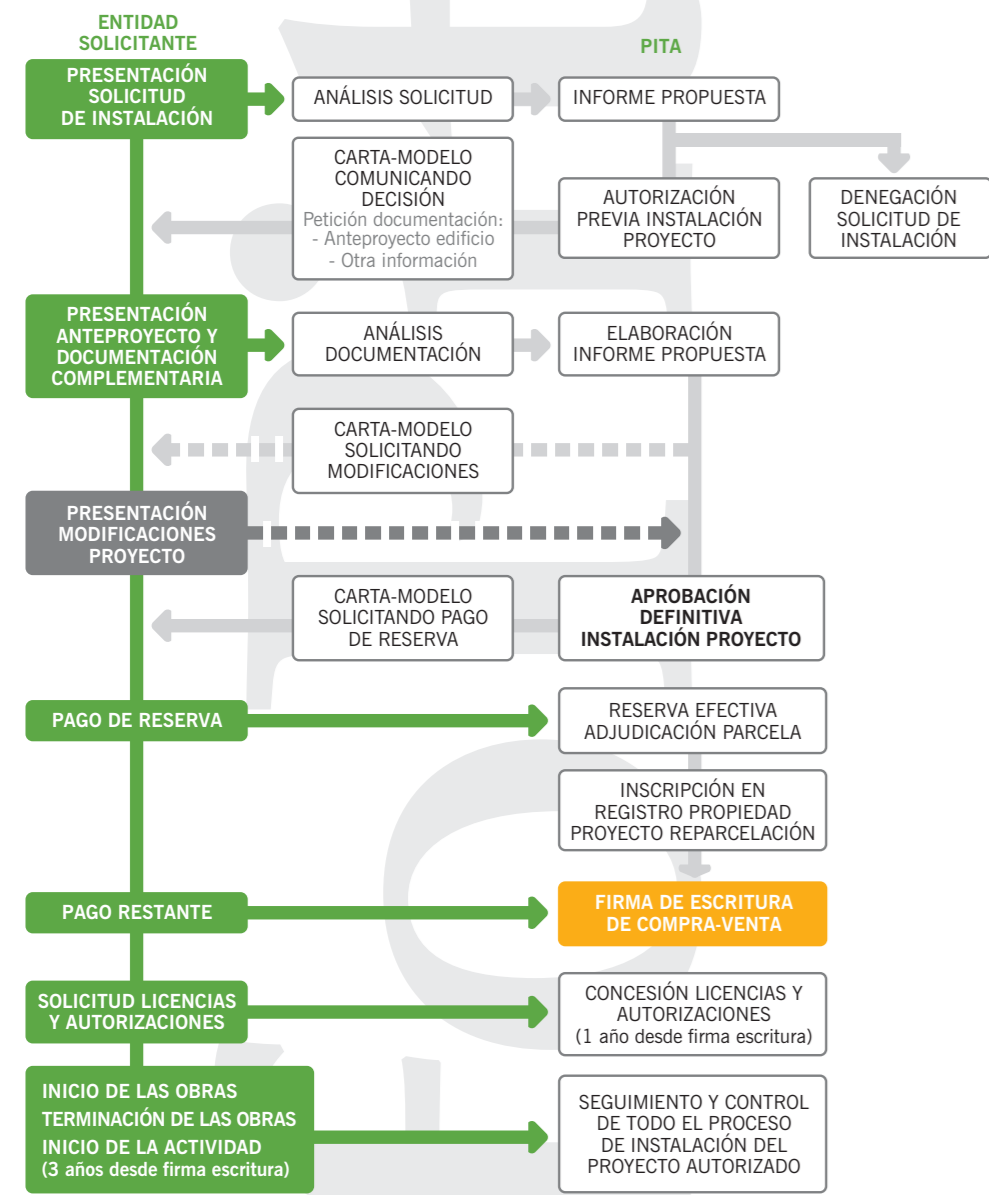 ENTIDAD
SOLICITANTE
PITA
PRESENTACIÓN
SOLICITUD
DE INSTALACIÓN
ANÁLISIS SOLICITUD
INFORME PROPUESTA
CARTA-MODELO
COMUNICANDO
DECISIÓN
Petición documentación:
- Anteproyecto edificio
- Otra información
AUTORIZACIÓN
PREVIA INSTALACIÓN
PROYECTO
DENEGACIÓN
SOLICITUD DE
INSTALACIÓN
PRESENTACIÓN
ANTEPROYECTO Y
DOCUMENTACIÓN
COMPLEMENTARIA
ANÁLISIS
DOCUMENTACIÓN
ELABORACIÓN
INFORME PROPUESTA
CARTA-MODELO
SOLICITANDO
MODIFICACIONES
PRESENTACIÓN
MODIFICACIONES
PROYECTO
CARTA-MODELO
SOLICITANDO PAGO
DE RESERVA
APROBACIÓN
DEFINITIVA
INSTALACIÓN PROYECTO
PAGO DE RESERVA
RESERVA EFECTIVA
ADJUDICACIÓN PARCELA
INSCRIPCIÓN EN
REGISTRO PROPIEDAD
PROYECTO REPARCELACIÓN
PAGO RESTANTE
FIRMA DE ESCRITURA
DE COMPRA-VENTA
SOLICITUD LICENCIAS
Y AUTORIZACIONES
CONCESIÓN LICENCIAS Y
AUTORIZACIONES
(1 año desde firma escritura)
INICIO DE LAS OBRAS
TERMINACIÓN DE LAS OBRAS
INICIO DE LA ACTIVIDAD
(3 años desde firma escritura)
SEGUIMIENTO Y CONTROL
DE TODO EL PROCESO
DE INSTALACIÓN DEL
PROYECTO AUTORIZADO